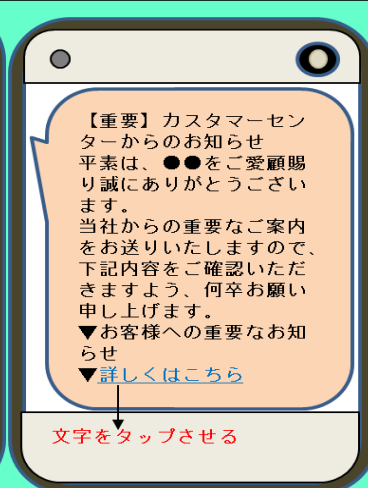 【重要】カスタマーセン
ターからのお知らせ
平素は、●●をご愛顧賜
り誠にありがとうござい
ます。
当社からの重要なご案内
をお送りいたしますので、
下記内容をご確認いただ
きますよう、何卒お願い
申し上げます。
▼お客様への重要なお知
らせ
▼詳しくはこちら
文字をタップさせる